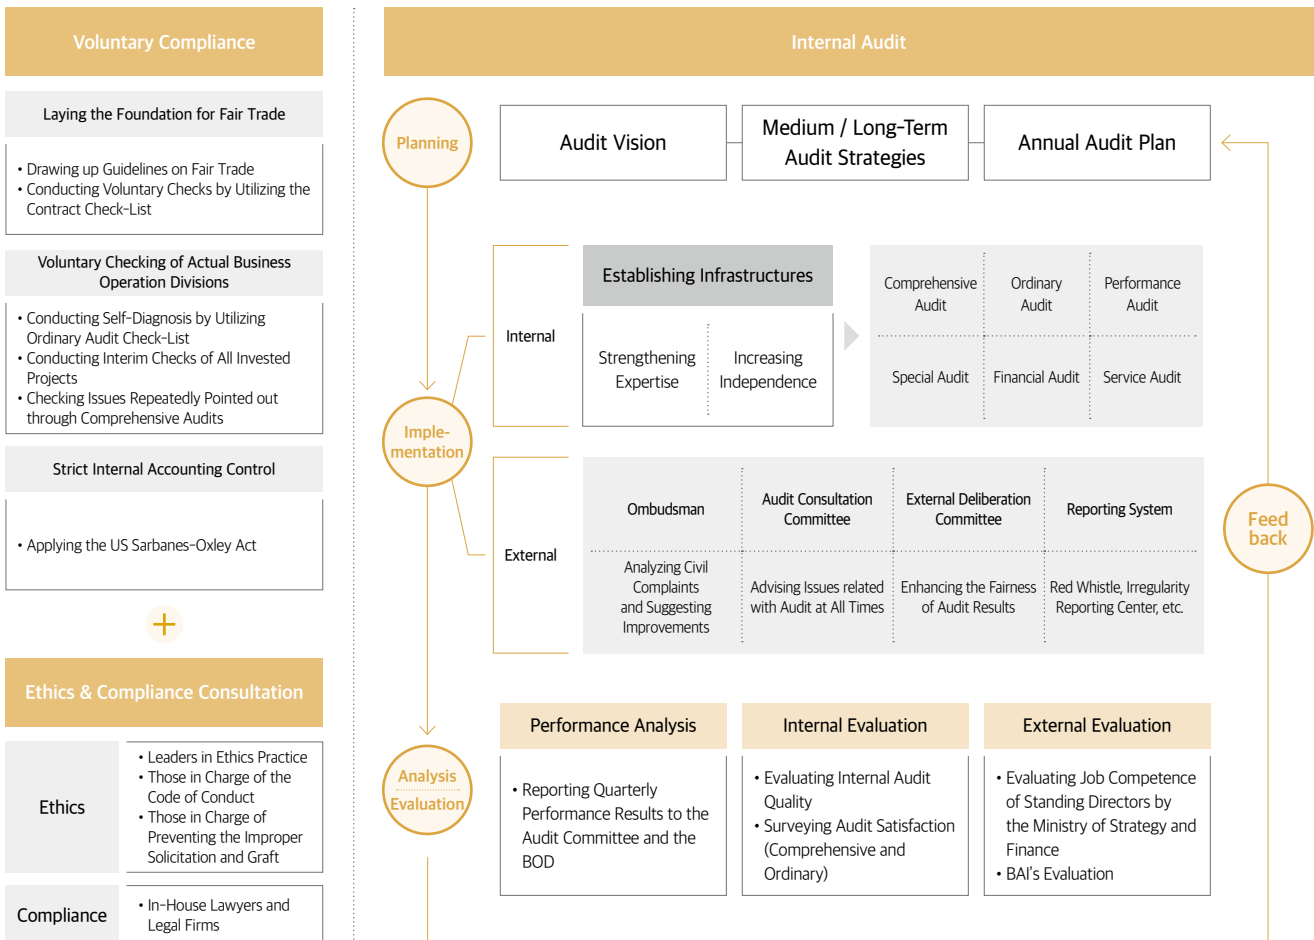 Voluntary Compliance
Laying the Foundation for Fair Trade
• Drawing up Guidelines on Fair Trade
• Conducting Voluntary Checks by Utilizing the
Contract Check-List
Voluntary Checking of Actual Business
Operation Divisions
• Conducting Self-Diagnosis by Utilizing
Ordinary Audit Check-List
• Conducting Interim Checks of All Invested
Projects
• Checking Issues Repeatedly Pointed out
through Comprehensive Audits
Strict Internal Accounting Control
• Applying the US Sarbanes-Oxley Act
+
Ethics & Compliance Consultation
Ethics
• Leaders in Ethics Practice
• Those in Charge of the
Code of Conduct
• Those in Charge of
Preventing the Improper
Solicitation and Graft
Compliance
• In-House Lawyers and
Legal Firms
Internal Audit
Planning
Audit Vision
Medium / Long-Term
Audit Strategies
Annual Audit Plan
Imple-
mentation
Internal
Establishing Infrastructures
Strengthening
Expertise
Increasing
Independence
Comprehensive
Audit
Ordinary
Audit
Performance
Audit
Special Audit
Financial Audit
Service Audit
External
Ombudsman
Audit Consultation
Committee
External Deliberation
Committee
Reporting System
Analyzing Civil
Complaints
and Suggesting
Improvements
Advising Issues related
with Audit at All Times
Enhancing the Fairness
of Audit Results
Red Whistle, Irregularity
Reporting Center, etc.
Feed
back
Analysis
Evaluation
Performance Analysis
• Reporting Quarterly
Performance Results to the
Audit Committee and the
BOD
Internal Evaluation
• Evaluating Internal Audit
Quality
• Surveying Audit Satisfaction
(Comprehensive and
Ordinary)
External Evaluation
• Evaluating Job Competence
of Standing Directors by
the Ministry of Strategy and
Finance
• BAI's Evaluation